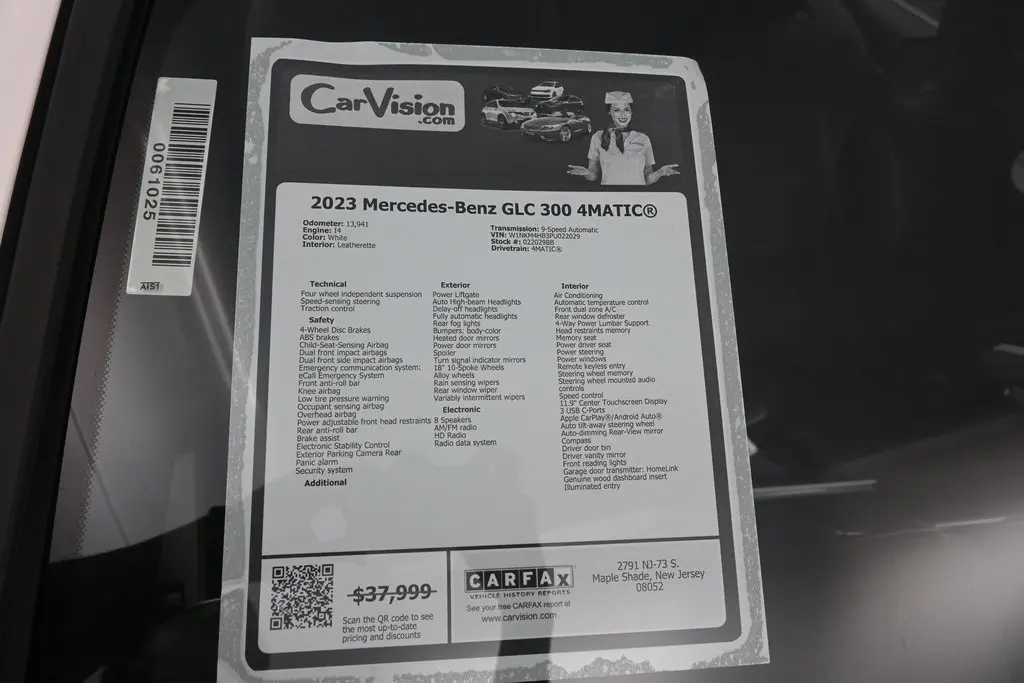 CarVision
.com
0061025
AIS1
2023 Mercedes-Benz GLC 300 4MATIC®
Odometer: 13,941
Engine: I4
Color: White
Interior: Leatherette
Transmission: 9-Speed Automatic
VIN: W1NKM4HB3PU022029
Stock #: 022029BB
Drivetrain: 4MATIC®
Technical
Four wheel independent suspension
Speed-sensing steering
Traction control
Safety
4-Wheel Disc Brakes
ABS brakes
Child-Seat-Sensing Airbag
Dual front impact airbags
Dual front side impact airbags
Emergency communication system:
eCall Emergency System
Front anti-roll bar
Knee airbag
Low tire pressure warning
Occupant sensing airbag
Overhead airbag
Power adjustable front head restraints
Rear anti-roll bar
Brake assist
Electronic Stability Control
Exterior Parking Camera Rear
Panic alarm
Security system
Additional
Exterior
Power Liftgate
Auto High-beam Headlights
Delay-off headlights
Fully automatic headlights
Rear fog lights
Bumpers: body-color
Heated door mirrors
Power door mirrors
Spoiler
Turn signal indicator mirrors
18" 10-Spoke Wheels
Alloy wheels
Rain sensing wipers
Rear window wiper
Variably intermittent wipers
Electronic
8 Speakers
AM/FM radio
HD Radio
Radio data system
Interior
Air Conditioning
Automatic temperature control
Front dual zone A/C
Rear window defroster
4-Way Power Lumbar Support
Head restraints memory
Memory seat
Power driver seat
Power steering
Power windows
Remote keyless entry
Steering wheel memory
Steering wheel mounted audio
controls
Speed control
11.9" Center Touchscreen Display
3 USB C-Ports
Apple CarPlay®/Android Auto®
Auto tilt-away steering wheel
Auto-dimming Rear-View mirror
Compass
Driver door bin
Driver vanity mirror
Front reading lights
Garage door transmitter: HomeLink
Genuine wood dashboard insert
Illuminated entry
$37,999
Scan the QR code to see
the most up-to-date
pricing and discounts
CARFAX
VEHICLE HISTORY REPORTS
See your free CARFAX report at
www.carvision.com
2791 NJ-73 S.
Maple Shade, New Jersey
08052